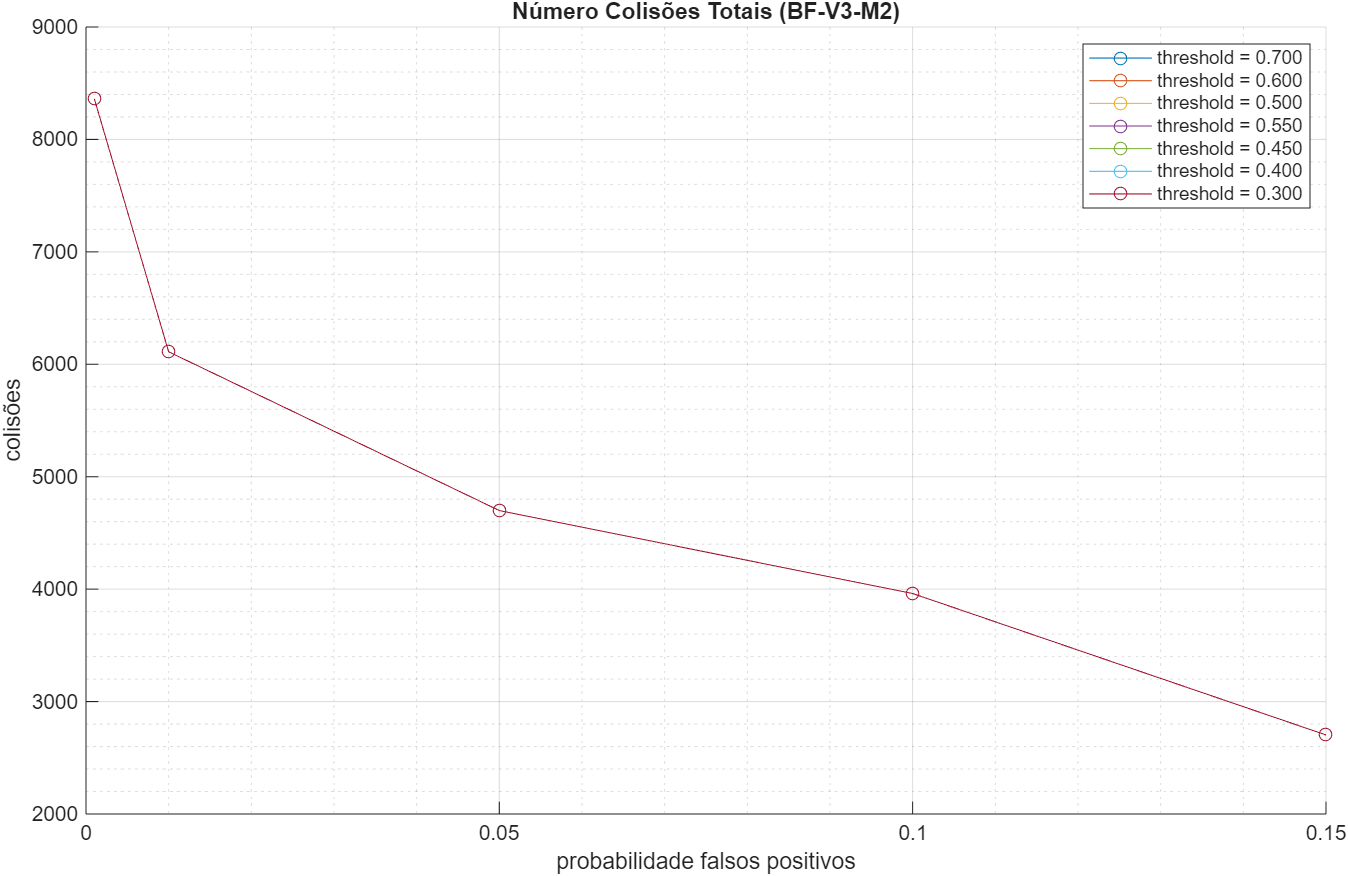 Número Colisões Totais (BF-V3-M2)
threshold = 0.700
threshold = 0.600
threshold = 0.500
threshold = 0.550
threshold = 0.450
threshold = 0.400
threshold = 0.300
9000
8000
7000
6000
5000
4000
3000
2000
colisões
0 0.05 0.1 0.15
probabilidade falsos positivos